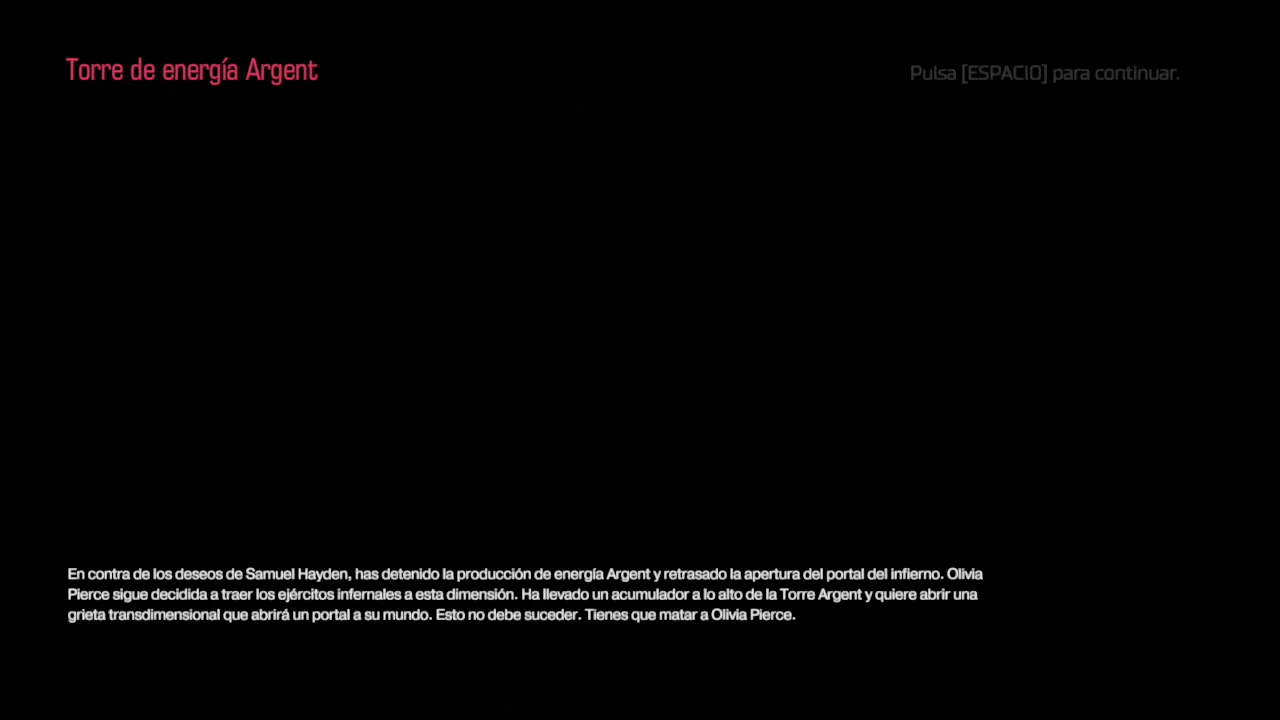 Torre de energía Argent
Pulsa [ESPACIO] para continuar.
En contra de los deseos de Samuel Hayden, has detenido la producción de energía Argent y retrasado la apertura del portal del infierno. Olivia
Pierce sigue decidida a traer los ejércitos infernales a esta dimensión. Ha llevado un acumulador a lo alto de la Torre Argent y quiere abrir una
grieta transdimensional que abrirá un portal a su mundo. Esto no debe suceder. Tienes que matar a Olivia Pierce.